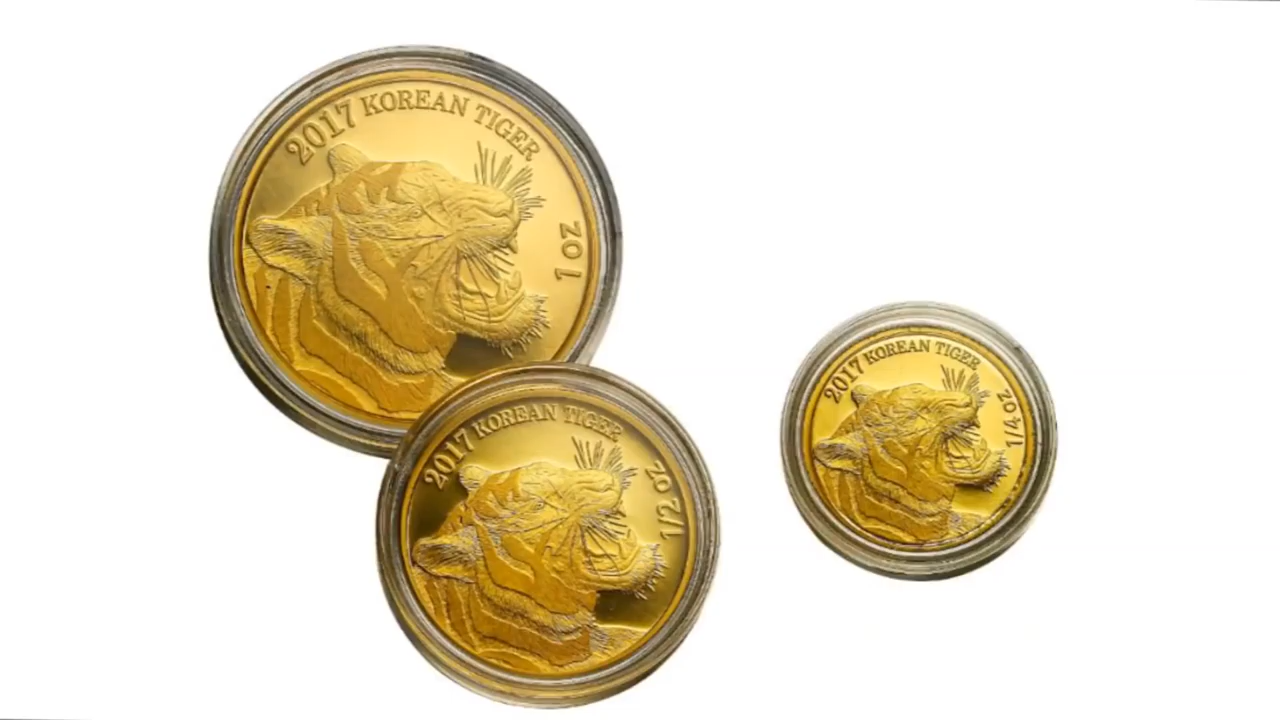 2017 KOREAN TIGER
1 OZ
2017 KOREAN TIGER
1/2 OZ
2017 KOREAN TIGER
1/4 OZ